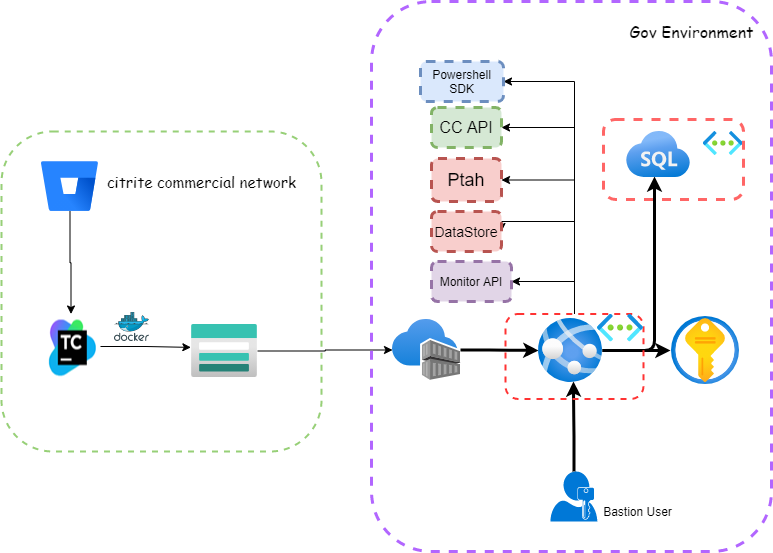 Gov Environment
Powershell
SDK
CC API
SQL
Ptah
citrite commercial network
DataStore
Monitor API
TC
docker
Bastion User